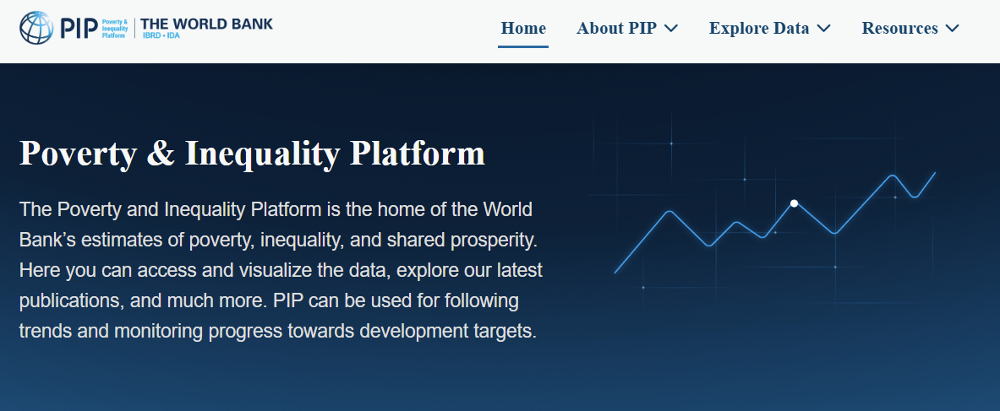 PIP Poverty & Inequality Platform THE WORLD BANK IBRD • IDA
Home About PIP Explore Data Resources
Poverty & Inequality Platform
The Poverty and Inequality Platform is the home of the World
Bank’s estimates of poverty, inequality, and shared prosperity.
Here you can access and visualize the data, explore our latest
publications, and much more. PIP can be used for following
trends and monitoring progress towards development targets.